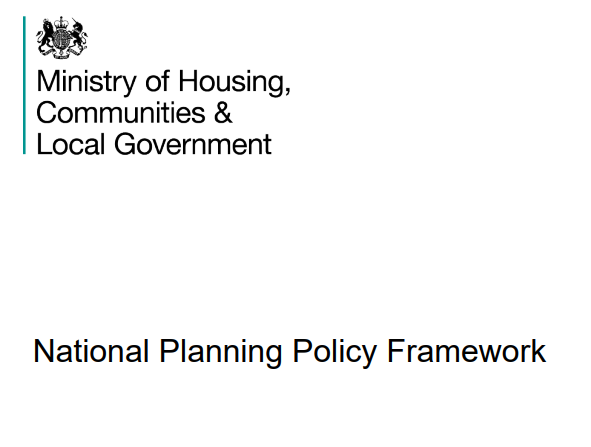 Ministry of Housing,
Communities &
Local Government
National Planning Policy Framework